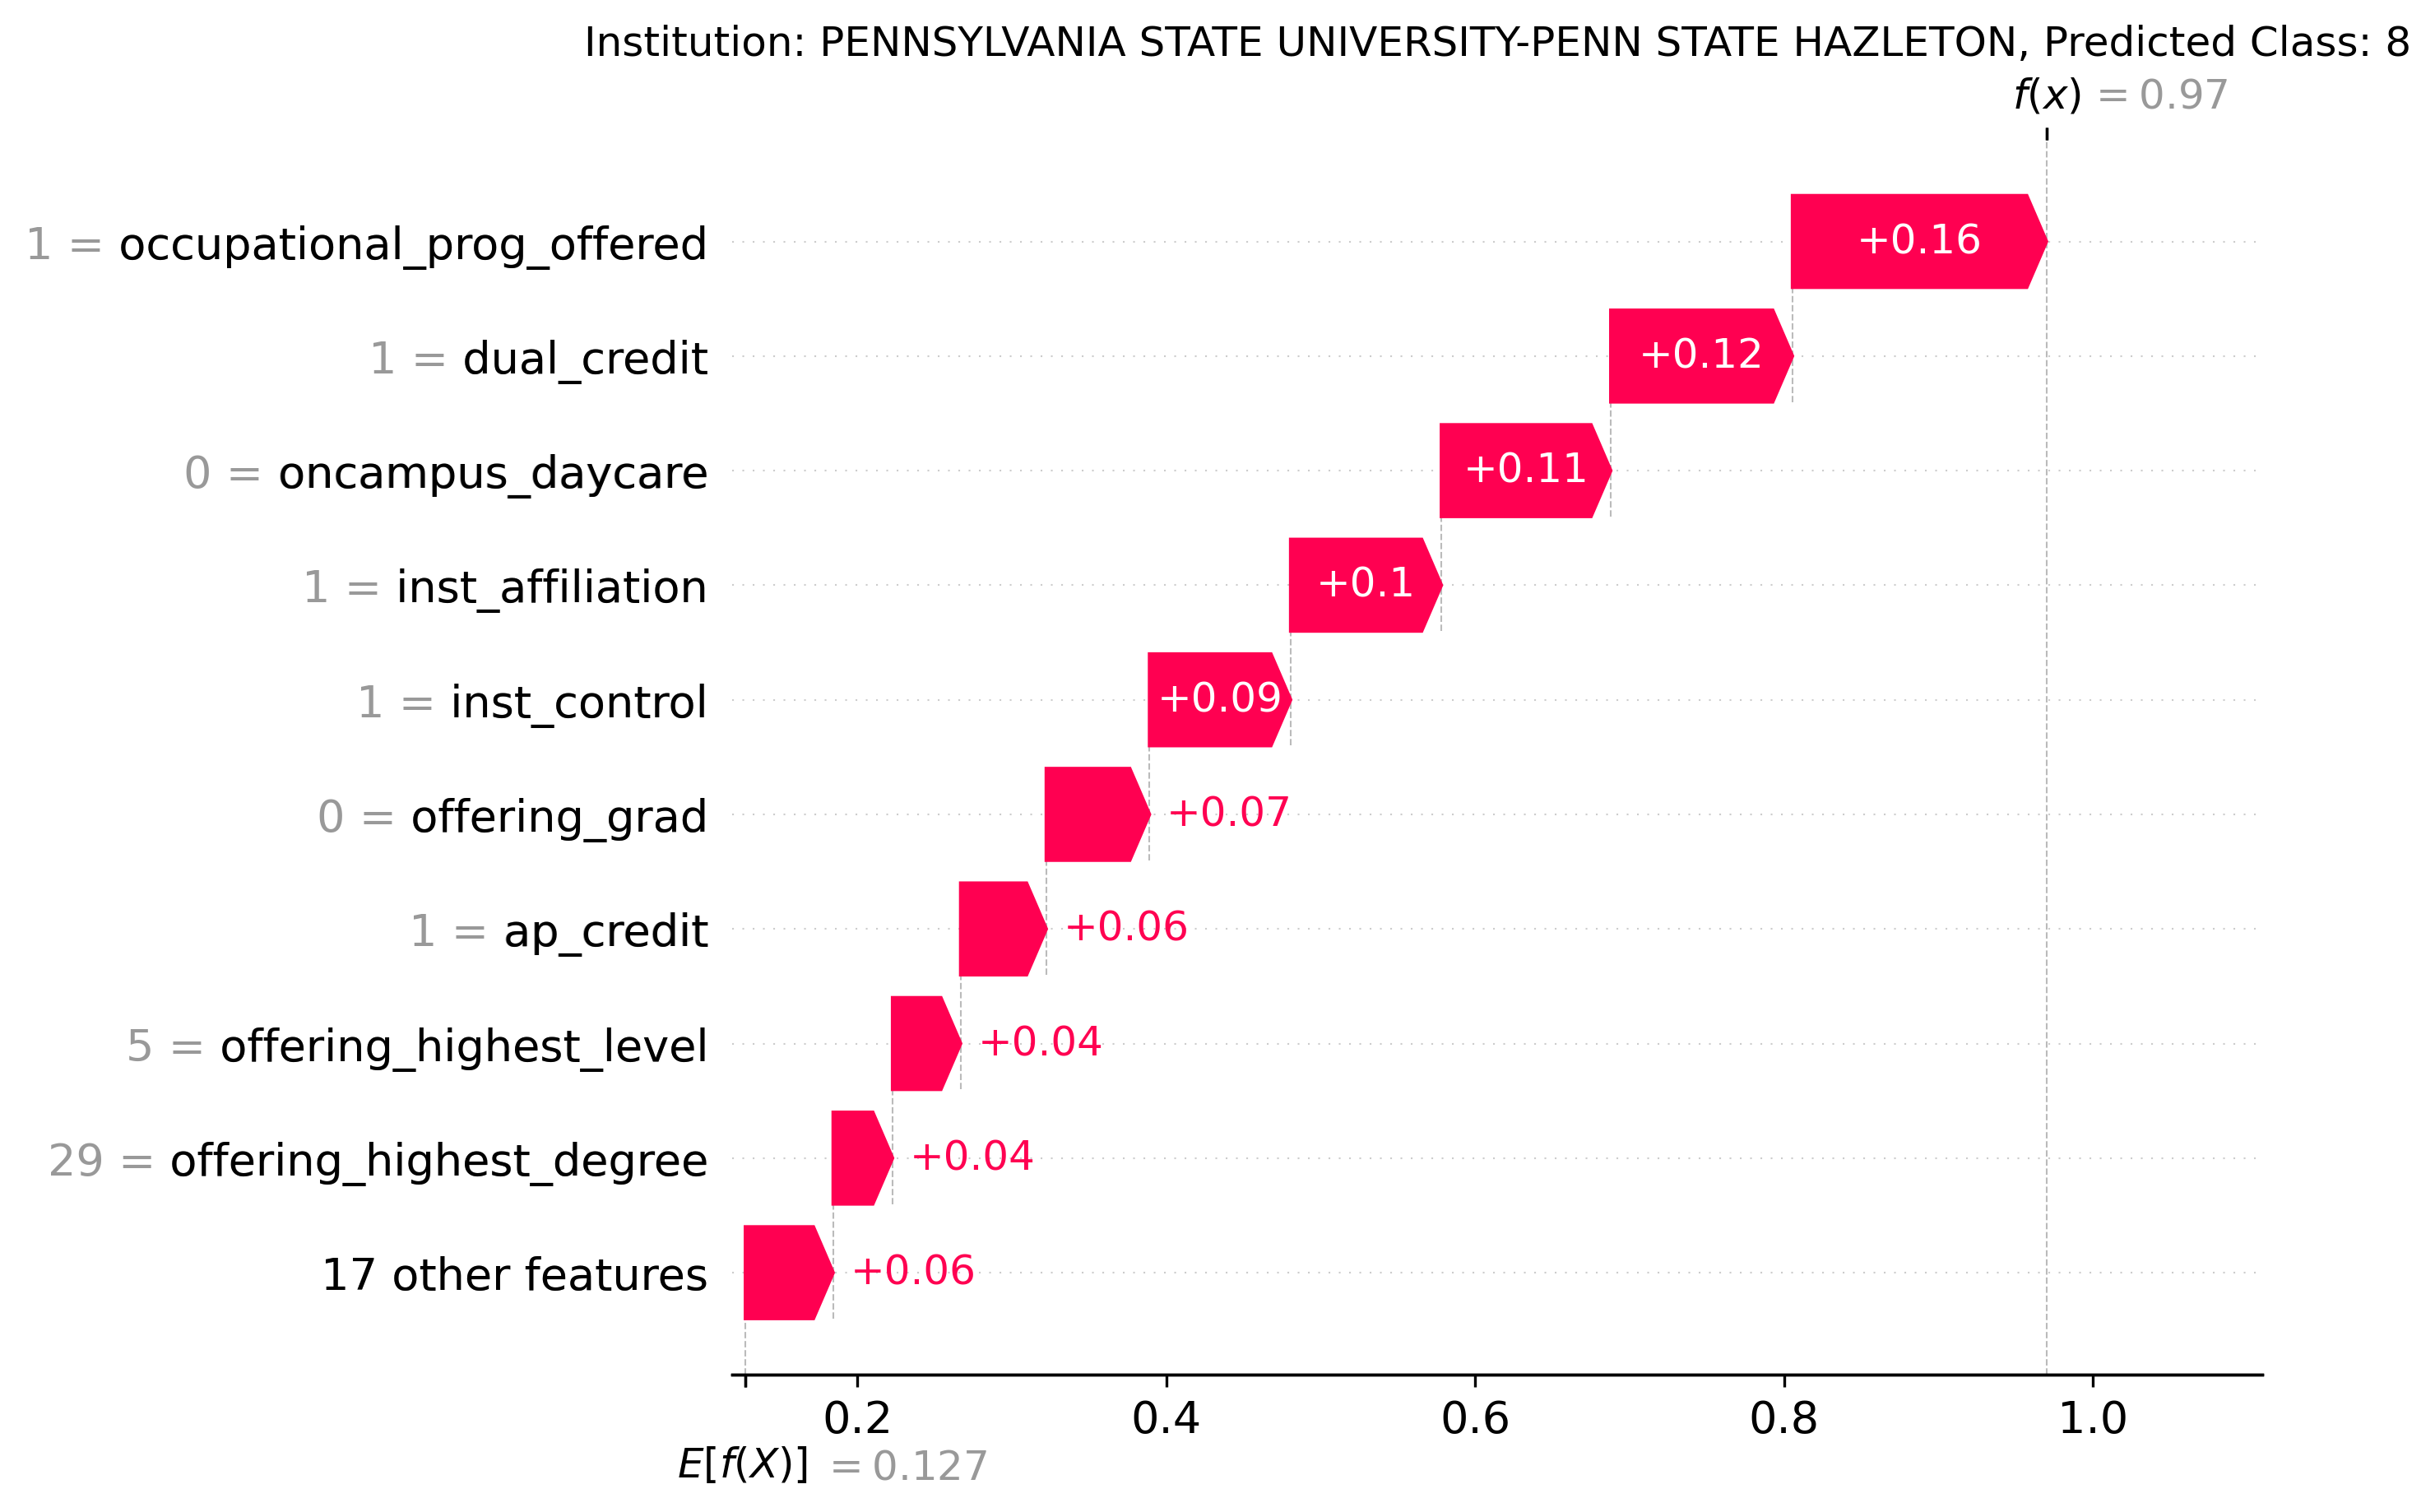 Institution: PENNSYLVANIA STATE UNIVERSITY-PENN STATE HAZLETON, Predicted Class: 8
f(x) = 0.97
1 = occupational_prog_offered +0.16
1 = dual_credit +0.12
0 = oncampus_daycare +0.11
1 = inst_affiliation +0.1
1 = inst_control +0.09
0 = offering_grad +0.07
1 = ap_credit +0.06
5 = offering_highest_level +0.04
29 = offering_highest_degree +0.04
17 other features +0.06
0.2 0.4 0.6 0.8 1.0
E[f(X)] = 0.127